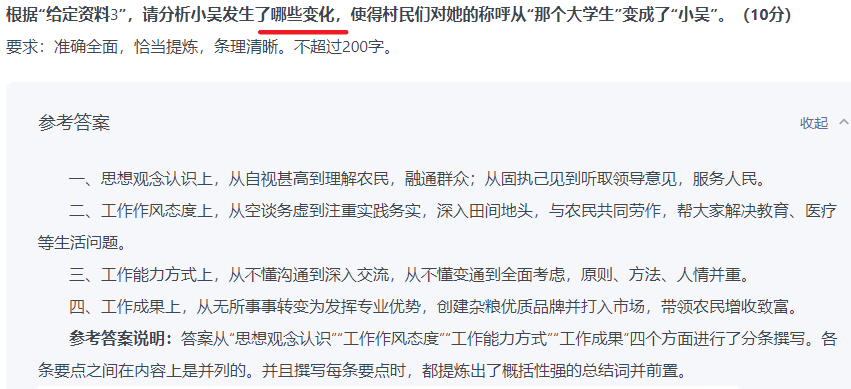 根据“给定资料3”，请分析小吴发生了哪些变化，使得村民们对她的称呼从“那个大学生”变成了“小吴”。（10分）
要求：准确全面，恰当提炼，条理清晰。不超过200字。
参考答案
收起
一、思想观念认识上，从自视甚高到理解农民，融通群众；从固执己见到听取领导意见，服务人民。
二、工作作风态度上，从空谈务虚到注重实践务实，深入田间地头，与农民共同劳作，帮大家解决教育、医疗
等生活问题。
三、工作能力方式上，从不懂沟通到深入交流，从不懂变通到全面考虑，原则、方法、人情并重。
四、工作成果上，从无所事事转变为发挥专业优势，创建杂粮优质品牌并打入市场，带领农民增收致富。
参考答案说明：答案从“思想观念认识”“工作作风态度”“工作能力方式”“工作成果”四个方面进行了分条撰写。各
条要点之间在内容上是并列的。并且撰写每条要点时，都提炼出了概括性强的总结词并前置。